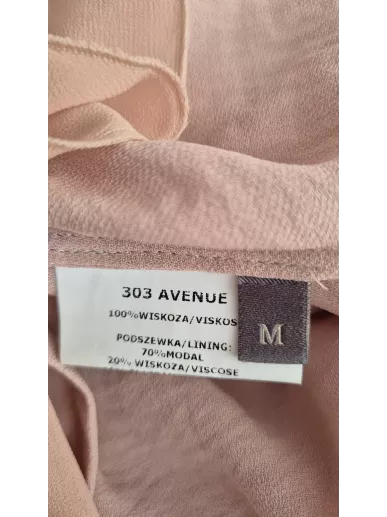 303 AVENUE
100%WISKOZA/VISKOS
M
PODSZEWKA/LINING:
70%MODAL
20% WISKOZA/VISCOSE